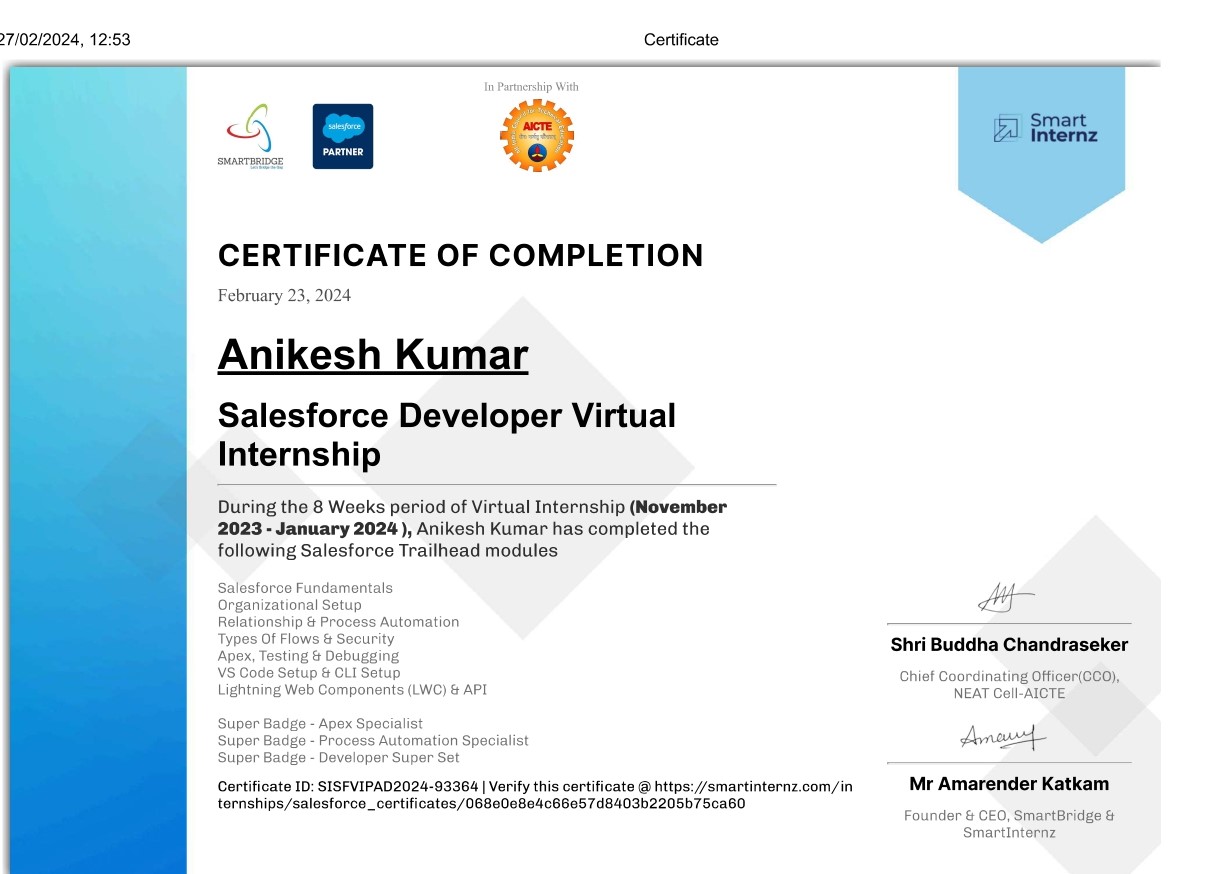 27/02/2024, 12:53
Certificate
In Partnership With
SMARTBRIDGE
Let's Bridge the Gap
salesforce
PARTNER
AICTE
Smart
Internz
CERTIFICATE OF COMPLETION
February 23, 2024
Anikesh Kumar
Salesforce Developer Virtual
Internship
During the 8 Weeks period of Virtual Internship (November
2023 - January 2024 ), Anikesh Kumar has completed the
following Salesforce Trailhead modules
Salesforce Fundamentals
Organizational Setup
Relationship & Process Automation
Types Of Flows & Security
Apex, Testing & Debugging
VS Code Setup & CLI Setup
Lightning Web Components (LWC) & API
Super Badge - Apex Specialist
Super Badge - Process Automation Specialist
Super Badge - Developer Super Set
Certificate ID: SISFVIPAD2024-93364 | Verify this certificate @ https://smartinternz.com/in
ternships/salesforce_certificates/068e0e8e4c66e57d8403b2205b75ca60
Shri Buddha Chandraseker
Chief Coordinating Officer(CCO),
NEAT Cell-AICTE
Mr Amarender Katkam
Founder & CEO, SmartBridge &
SmartInternz